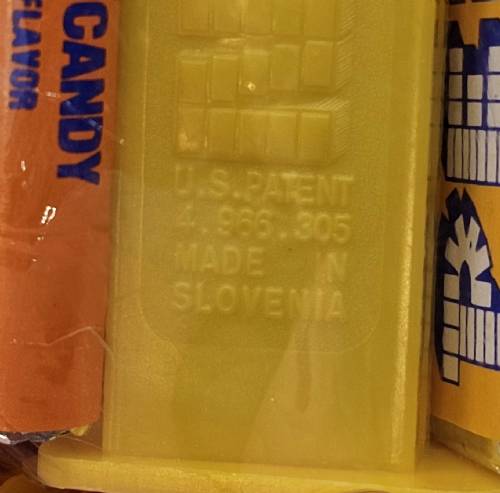 CANDY
FLAVOR
U.S.PATENT
4.966.305
MADE IN
SLOVENIA